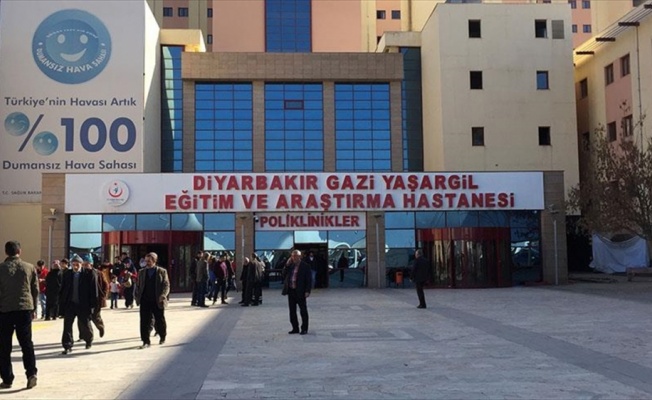 DUMANSIZ HAVA SAHASI
Türkiye'nin Havası Artık
%100
Dumansız Hava Sahası
DİYARBAKIR GAZİ YAŞARGİL
EĞİTİM VE ARAŞTIRMA HASTANESİ
POLİKLİNİKLER